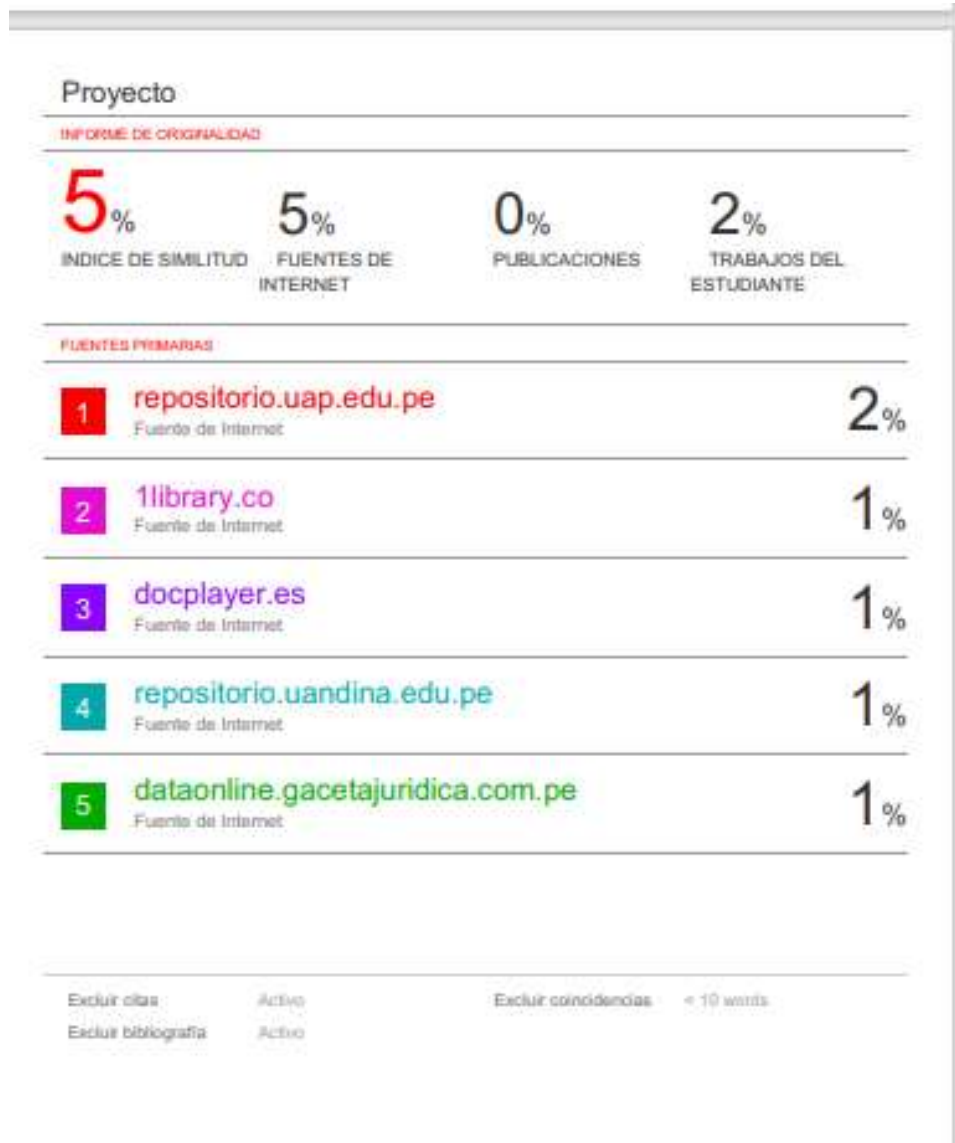 Proyecto
INFORME DE ORIGINALIDAD
5% 5% 0% 2%
INDICE DE SIMILITUD FUENTES DE PUBLICACIONES TRABAJOS DEL
INTERNET ESTUDIANTE
FUENTES PRIMARIAS
1 repositorio.uap.edu.pe 2%
Fuente de Internet
2 1library.co 1%
Fuente de Internet
3 docplayer.es 1%
Fuente de Internet
4 repositorio.uandina.edu.pe 1%
Fuente de Internet
5 dataonline.gacetajuridica.com.pe 1%
Fuente de Internet
Excluir citas Activo Excluir coincidencias < 10 words
Excluir bibliografía Activo